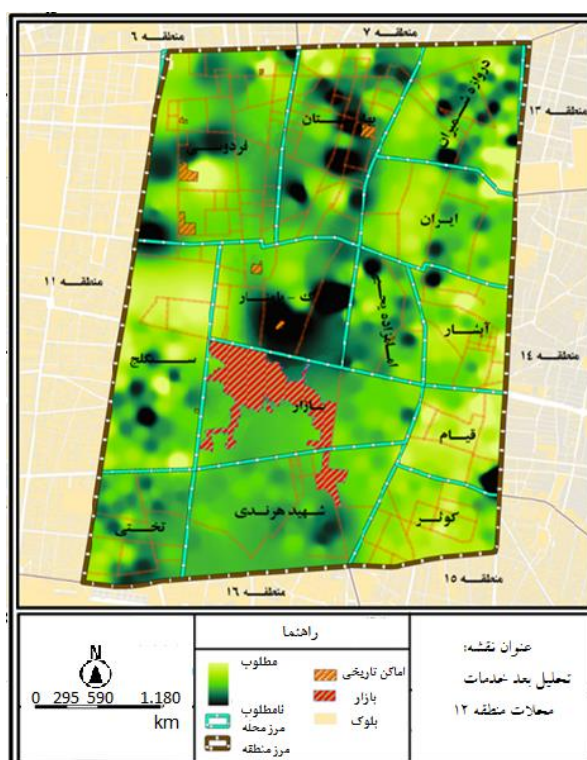 منطقه ۶
منطقه ۷
منطقه ۱۳
دروازه شمیران
فردوسی
ایران
منطقه ۱۱
امامزاده یحیی
منطقه ۱۴
سنگلج
بازار
قیام
شهید هرندی
کوثر
تختی
منطقه ۱۶
منطقه ۱۵
راهنما
مطلوب
نامطلوب
مرز محله
مرز منطقه
اماکن تاریخی
بازار
بلوک
عنوان نقشه:
تحلیل بعد خدمات
محلات منطقه ۱۲
N
0 295 590 1.180
km